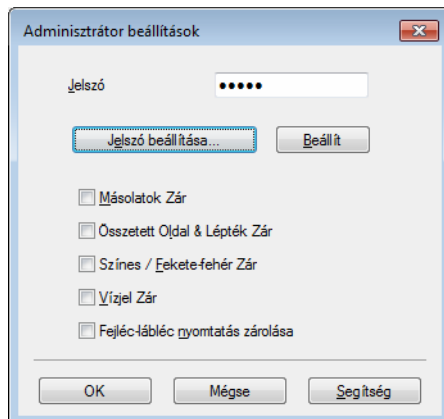 Adminisztrátor beállítások
Jelszó •••••
Jelszó beállítása... Beállít
Másolatok Zár
Összetett Oldal & Lépték Zár
Színes / Fekete-fehér Zár
Vízjel Zár
Fejléc-lábléc nyomtatás zárolása
OK Mégse Segítség